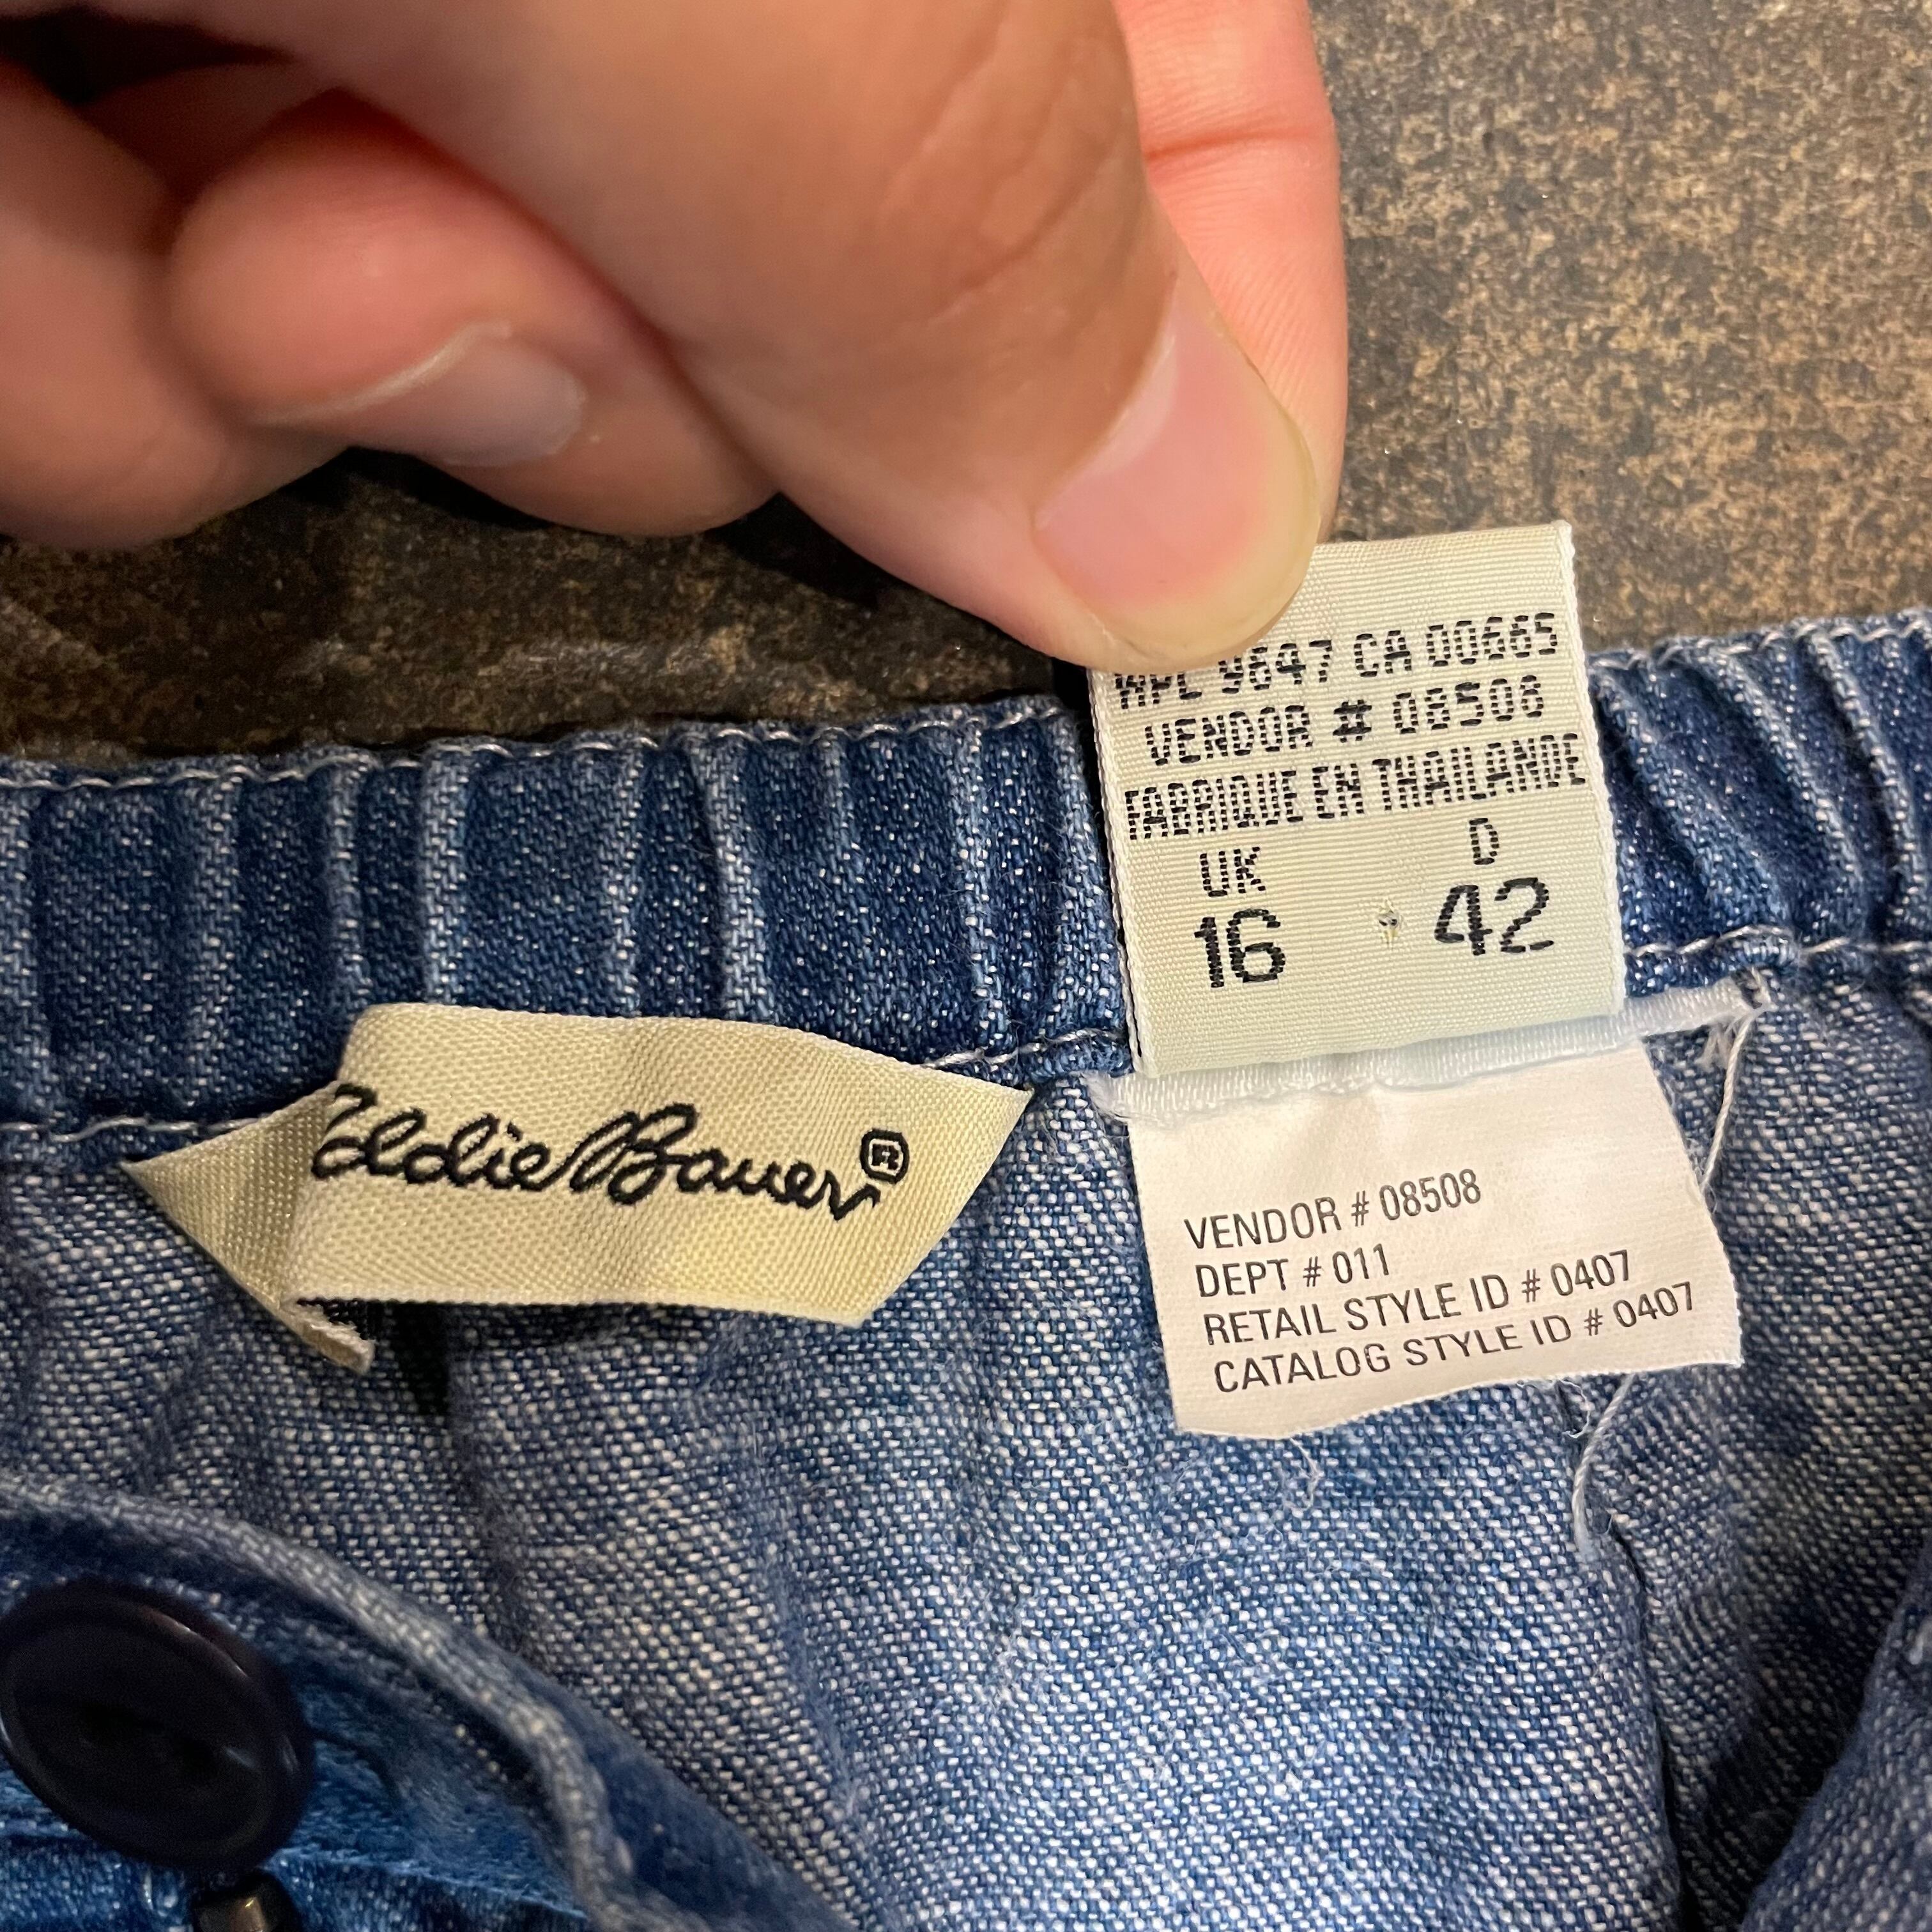 WPL 9647 CA 00665
VENDOR # 08508
FABRIQUE EN THAILANDE
UK D
16 42
Eddie Bauer ®
VENDOR # 08508
DEPT # 011
RETAIL STYLE ID # 0407
CATALOG STYLE ID # 0407